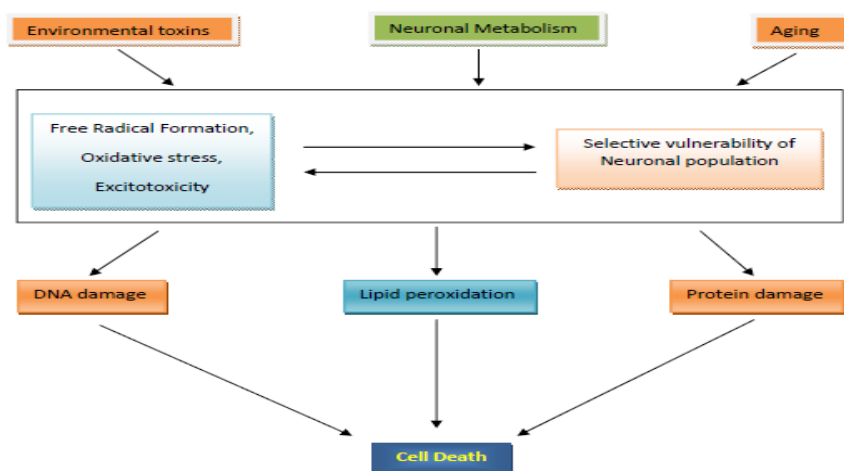 Environmental toxins
Neuronal Metabolism
Aging
Free Radical Formation,
Oxidative stress,
Excitotoxicity
Selective vulnerability of
Neuronal population
DNA damage
Lipid peroxidation
Protein damage
Cell Death